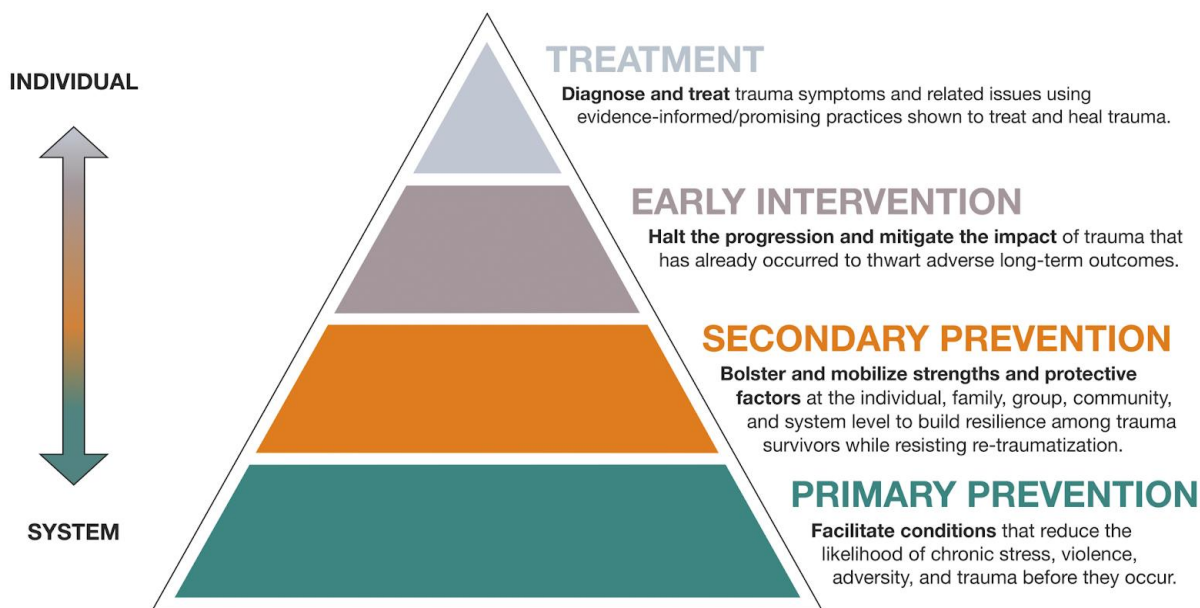 INDIVIDUAL
SYSTEM
TREATMENT
Diagnose and treat trauma symptoms and related issues using
evidence-informed/promising practices shown to treat and heal trauma.
EARLY INTERVENTION
Halt the progression and mitigate the impact of trauma that
has already occurred to thwart adverse long-term outcomes.
SECONDARY PREVENTION
Bolster and mobilize strengths and protective
factors at the individual, family, group, community,
and system level to build resilience among trauma
survivors while resisting re-traumatization.
PRIMARY PREVENTION
Facilitate conditions that reduce the
likelihood of chronic stress, violence,
adversity, and trauma before they occur.